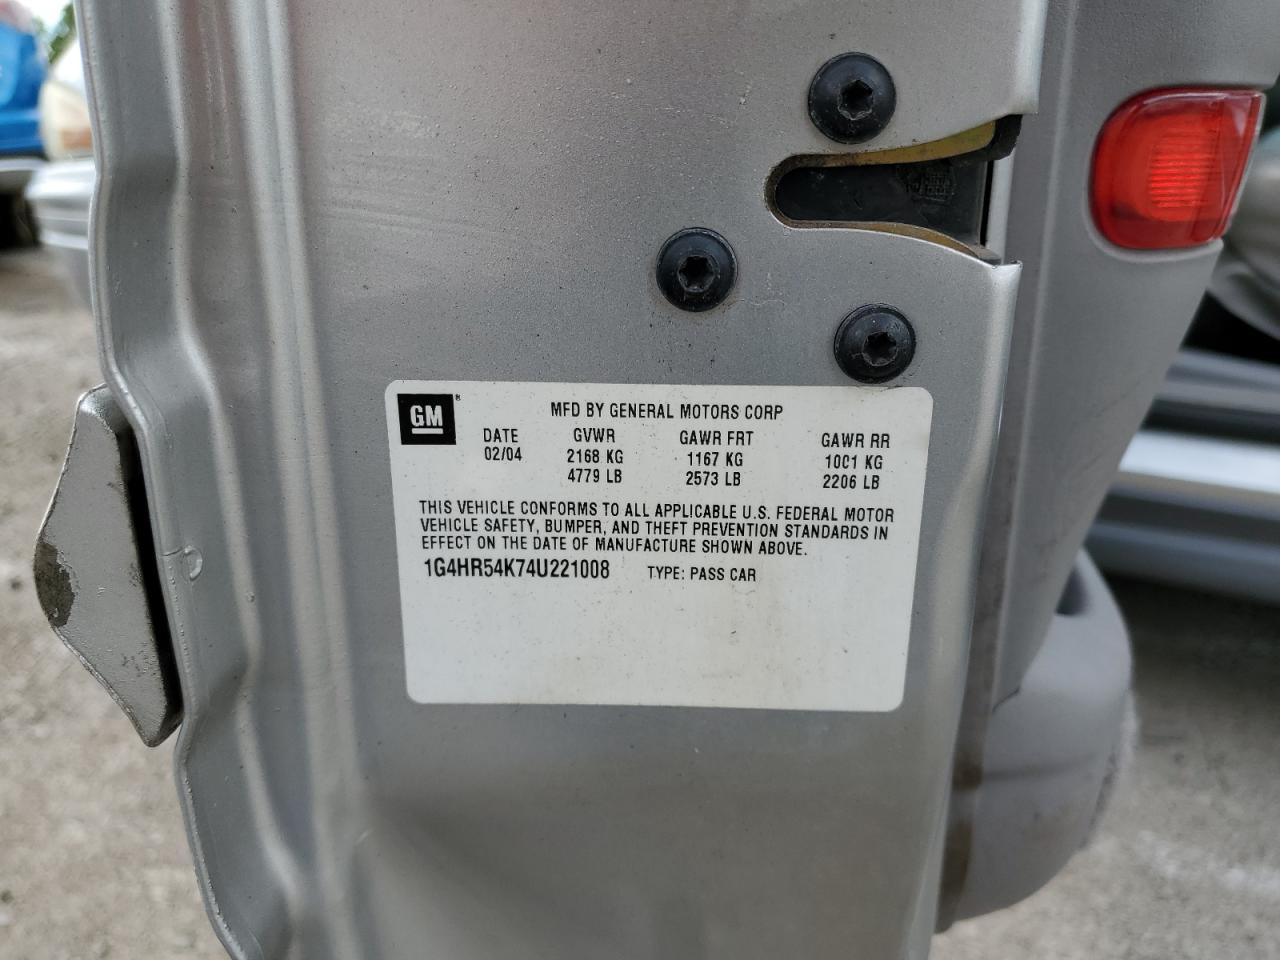 GM ®
MFD BY GENERAL MOTORS CORP
DATE GVWR GAWR FRT GAWR RR
02/04 2168 KG 1167 KG 1001 KG
4779 LB 2573 LB 2206 LB
THIS VEHICLE CONFORMS TO ALL APPLICABLE U.S. FEDERAL MOTOR
VEHICLE SAFETY, BUMPER, AND THEFT PREVENTION STANDARDS IN
EFFECT ON THE DATE OF MANUFACTURE SHOWN ABOVE.
1G4HR54K74U221008 TYPE: PASS CAR